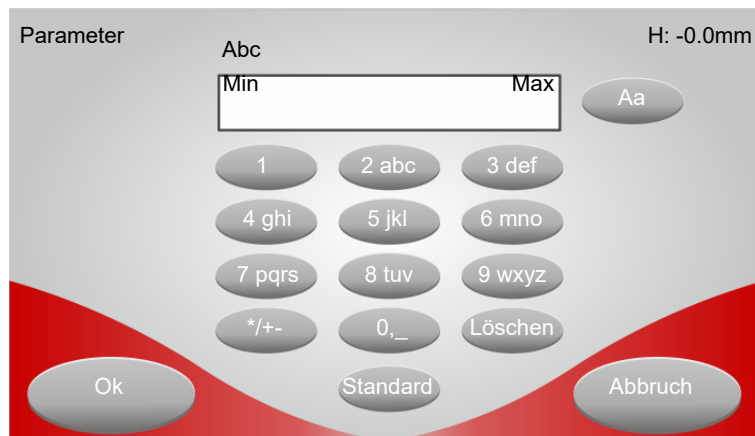 Parameter
H: -0.0mm
Abc
Min Max
Aa
1 2 abc 3 def
4 ghi 5 jkl 6 mno
7 pqrs 8 tuv 9 wxyz
*/+- 0,_ Löschen
Ok Standard Abbruch